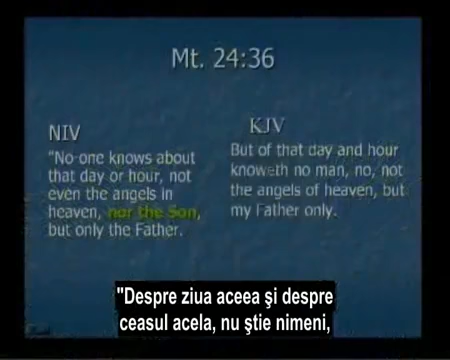 Mt. 24:36
NIV
"No one knows about
that day or hour, not
even the angels in
heaven, nor the Son,
but only the Father.
KJV
But of that day and hour
knoweth no man, no, not
the angels of heaven, but
my Father only.
"Despre ziua aceea şi despre
ceasul acela, nu ştie nimeni,